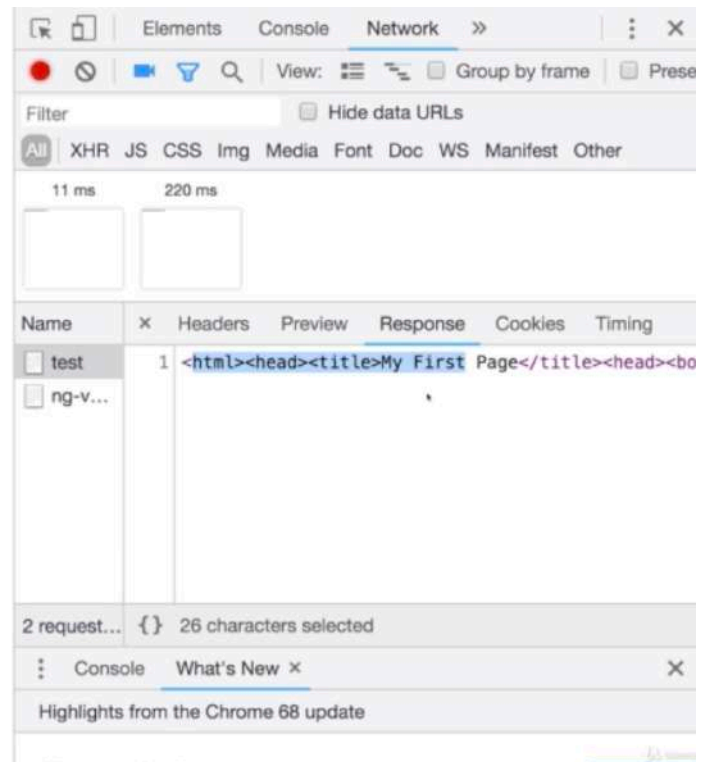 Elements Console Network »
View: Group by frame Prese
Filter Hide data URLs
All XHR JS CSS Img Media Font Doc WS Manifest Other
11 ms 220 ms
Name × Headers Preview Response Cookies Timing
test 1 <html><head><title>My First Page</title><head><bo
ng-v...
2 request... {} 26 characters selected
Console What's New ×
Highlights from the Chrome 68 update